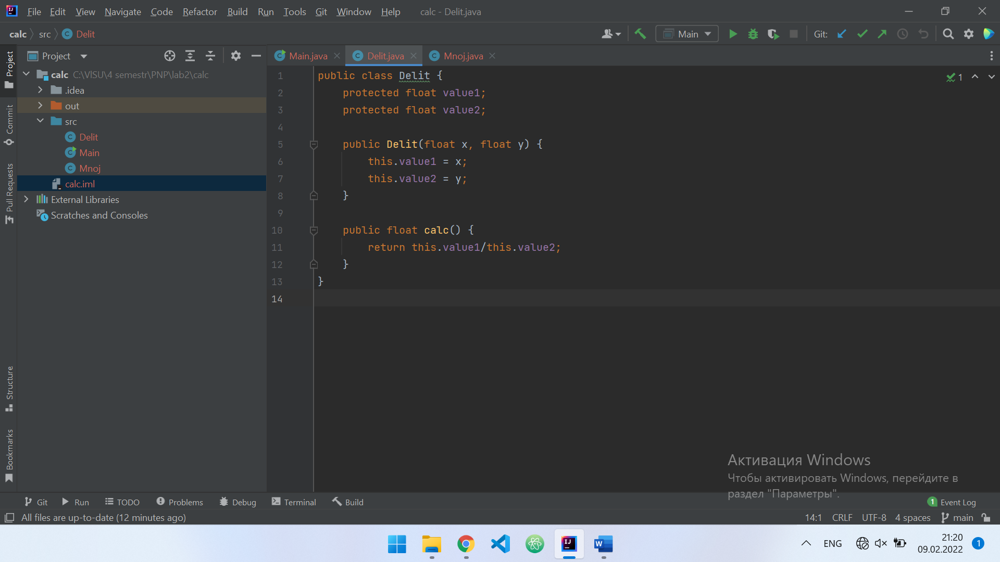 File Edit View Navigate Code Refactor Build Run Tools Git Window Help calc - Delit.java
calc src Delit
Main Git:
Project
Main.java Delit.java Mnoj.java
calc C:\VlSU\4 semestr\PNP\lab2\calc
.idea
out
src
Delit
Main
Mnoj
calc.iml
External Libraries
Scratches and Consoles
Project
Commit
Pull Requests
Structure
Bookmarks
1 public class Delit {
2 protected float value1;
3 protected float value2;
4
5 public Delit(float x, float y) {
6 this.value1 = x;
7 this.value2 = y;
8 }
9
10 public float calc() {
11 return this.value1/this.value2;
12 }
13 }
14
1
Активация Windows
Чтобы активировать Windows, перейдите в
раздел "Параметры".
Git Run TODO Problems Debug Terminal Build 1 Event Log
All files are up-to-date (12 minutes ago) 14:1 CRLF UTF-8 4 spaces main
ENG 21:20
09.02.2022 1